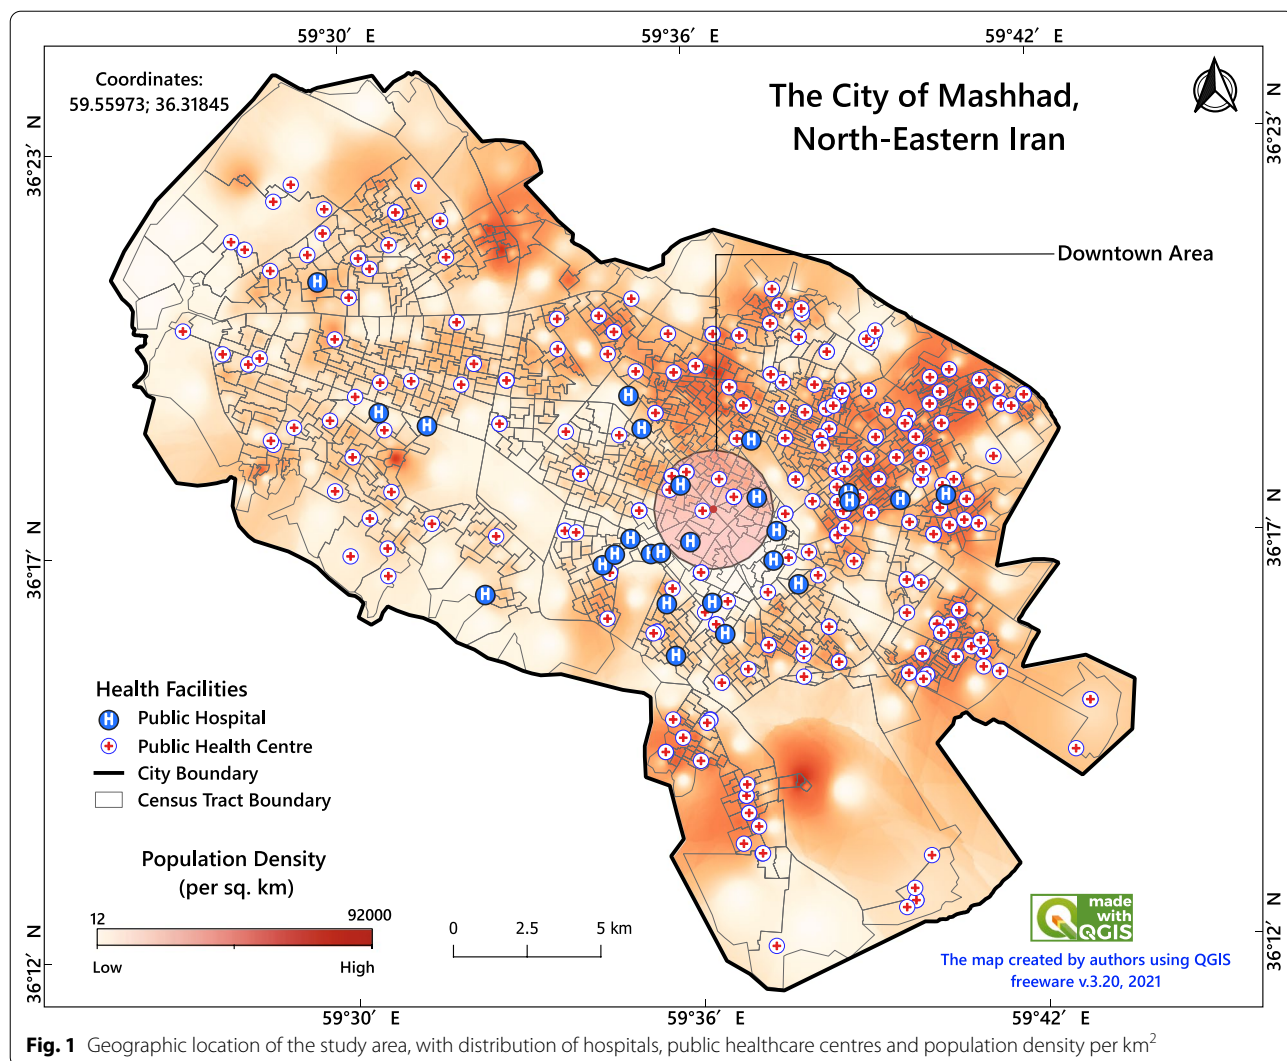 59°30′ E
59°36′ E
59°42′ E
Coordinates:
59.55973; 36.31845
The City of Mashhad,
North-Eastern Iran
36°23′ N
36°23′ N
Downtown Area
36°17′ N
36°17′ N
Health Facilities
H Public Hospital
Public Health Centre
City Boundary
Census Tract Boundary
Population Density
(per sq. km)
12
92000
Low
High
0
2.5
5 km
made
with
QGIS
The map created by authors using QGIS
freeware v.3.20, 2021
36°12′ N
36°12′ N
59°30′ E
59°36′ E
59°42′ E
Fig. 1 Geographic location of the study area, with distribution of hospitals, public healthcare centres and population density per km²